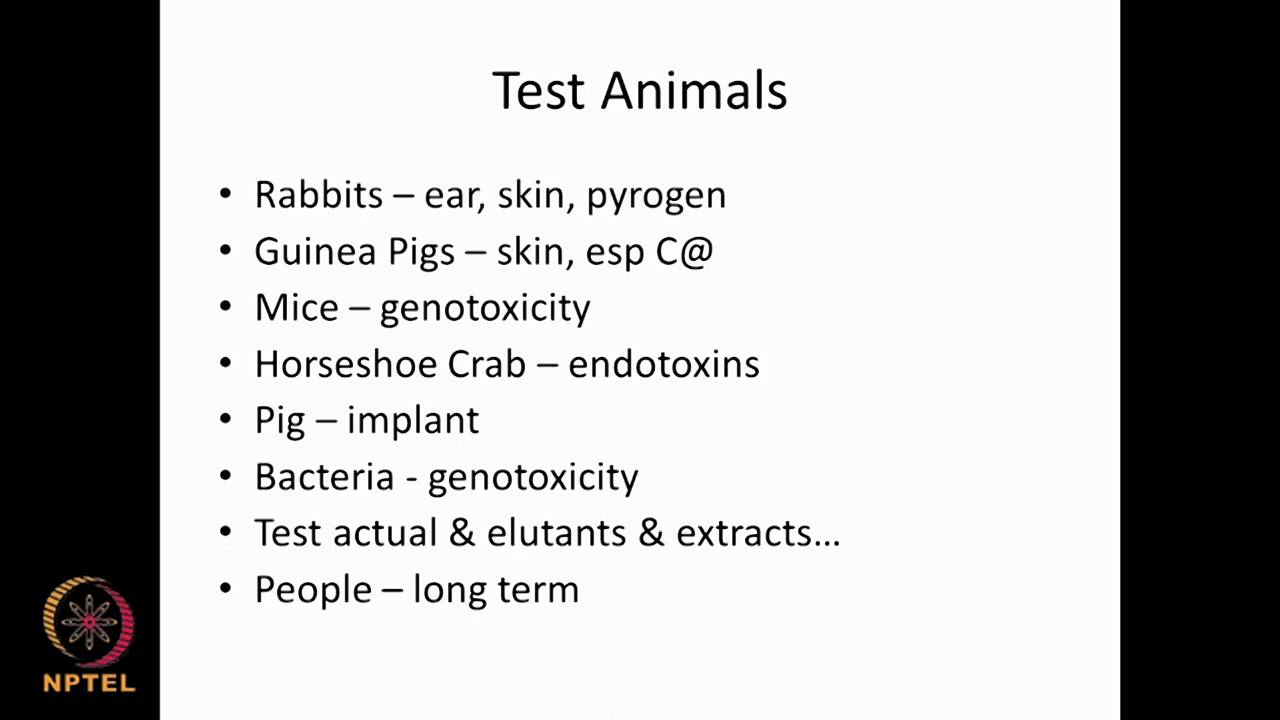 Test Animals
• Rabbits – ear, skin, pyrogen
• Guinea Pigs – skin, esp C@
• Mice – genotoxicity
• Horseshoe Crab – endotoxins
• Pig – implant
• Bacteria - genotoxicity
• Test actual & elutants & extracts...
• People – long term
NPTEL